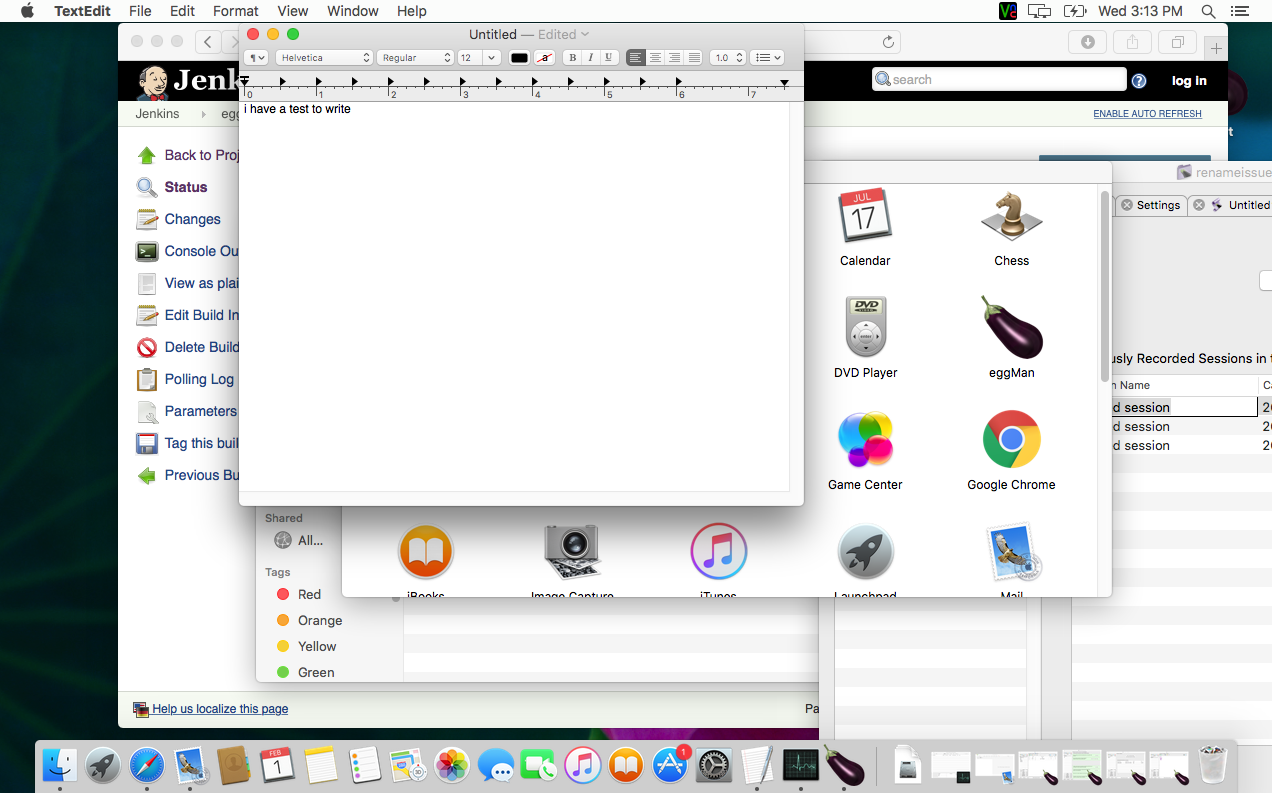 TextEdit File Edit Format View Window Help
Wed 3:13 PM
Untitled — Edited
¶ Helvetica Regular 12 a B I U 1.0
0 1 2 3 4 5 6 7
i have a test to write
Jenk
search
log in
Jenkins egg
ENABLE AUTO REFRESH
Back to Proj
Status
Changes
Console Ou
View as plai
Edit Build In
Delete Build
Polling Log
Parameters
Tag this buil
Previous Bu
Help us localize this page
Pa
t
renameissue
Settings
Untitled
JUL
17
Calendar
Chess
DVD
DVD Player
eggMan
Game Center
Google Chrome
iBooks
Image Capture
iTunes
Launchpad
Mail
usly Recorded Sessions in t
n Name
d session
d session
d session
Shared
All...
Tags
Red
Orange
Yellow
Green
FEB
1
1